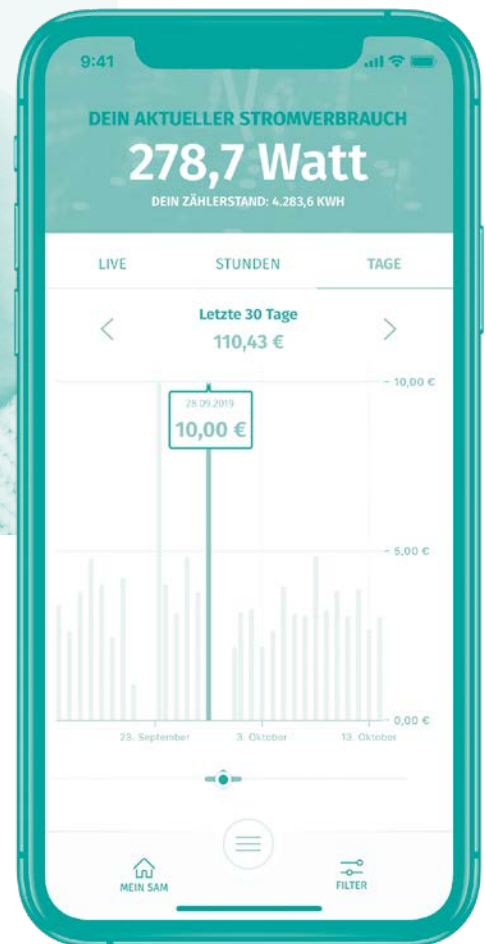 9:41
DEIN AKTUELLER STROMVERBRAUCH
278,7 Watt
DEIN ZÄHLERSTAND: 4.283,6 KWH
LIVE STUNDEN TAGE
Letzte 30 Tage
110,43 €
10,00 €
28.09.2019
10,00 €
5,00 €
0,00 €
23. September 3. Oktober 13. Oktober
MEIN SAM FILTER